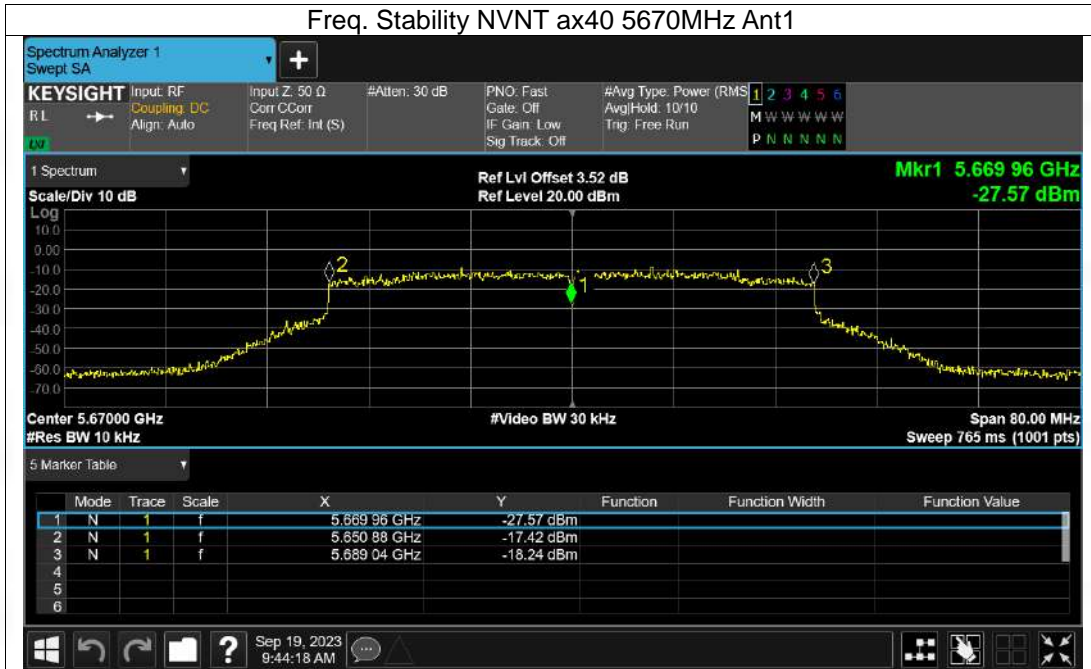 Freq. Stability NVNT ax40 5670MHz Ant1
Spectrum Analyzer 1
Swept SA
+
KEYSIGHT Input: RF Input Z: 50 Ω #Atten: 30 dB PNO: Fast #Avg Type: Power (RMS 1 2 3 4 5 6
RL Coupling: DC Corr CCorr Gate: Off Avg|Hold: 10/10 M W W W W W
Align: Auto Freq Ref: Int (S) IF Gain: Low Trig: Free Run
LXI Sig Track: Off P N N N N N
1 Spectrum Ref Lvl Offset 3.52 dB Mkr1 5.669 96 GHz
Scale/Div 10 dB Ref Level 20.00 dBm -27.57 dBm
Log
10.0
0.00
-10.0 2 3
-20.0 1
-30.0
-40.0
-50.0
-60.0
-70.0
Center 5.67000 GHz #Video BW 30 kHz Span 80.00 MHz
#Res BW 10 kHz Sweep 765 ms (1001 pts)
5 Marker Table
Mode Trace Scale X Y Function Function Width Function Value
1 N 1 f 5.669 96 GHz -27.57 dBm
2 N 1 f 5.650 88 GHz -17.42 dBm
3 N 1 f 5.689 04 GHz -18.24 dBm
4
5
6
? Sep 19, 2023
9:44:18 AM